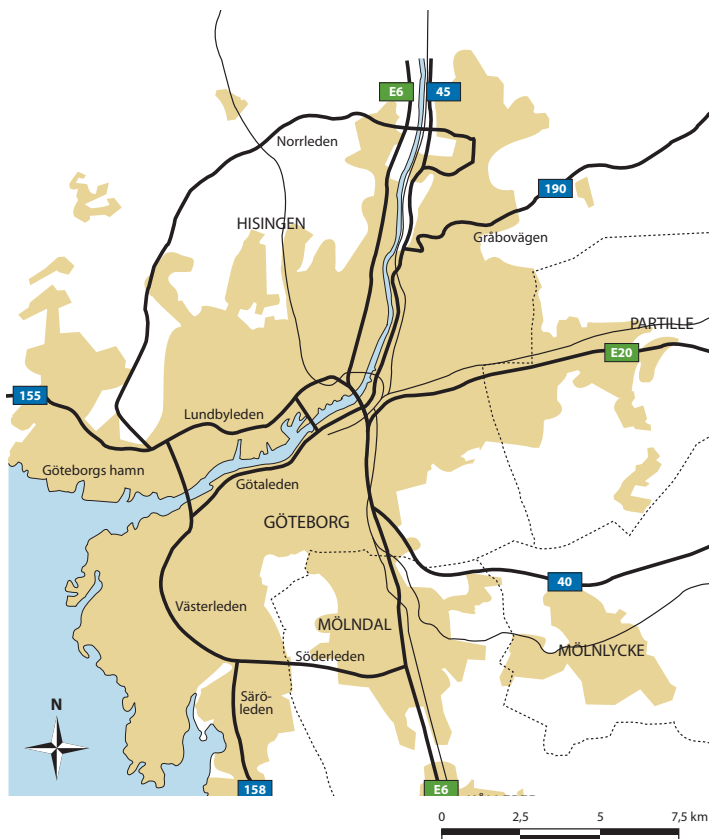 E6
45
Norrleden
190
HISINGEN
Gråbovägen
PARTILLE
E20
155
Lundbyleden
Göteborgs hamn
Götaleden
GÖTEBORG
40
Västerleden
MÖLNDAL
MÖLNLYCKE
Söderleden
Särö-
leden
N
158
E6
0 2,5 5 7,5 km